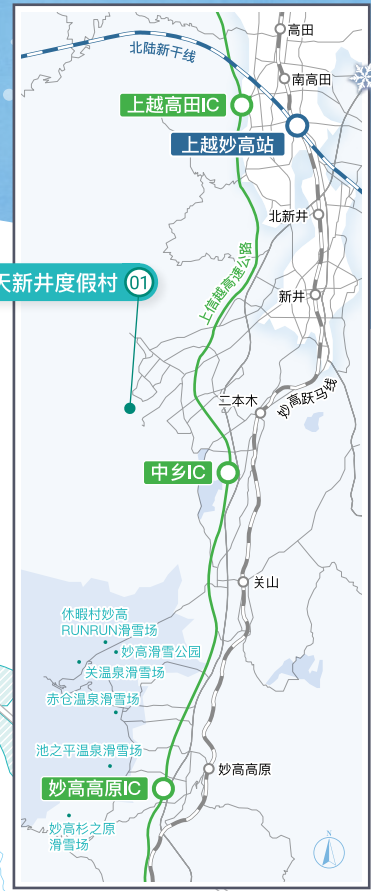 高田
北陆新干线
南高田
上越高田IC
上越妙高站
北新井
上信越高速公路
天新井度假村 01
新井
二本木
妙高跃马线
中乡IC
关山
休暇村妙高
RUNRUN滑雪场
妙高滑雪公园
关温泉滑雪场
赤仓温泉滑雪场
池之平温泉滑雪场
妙高高原
妙高高原IC
妙高杉之原
滑雪场
N